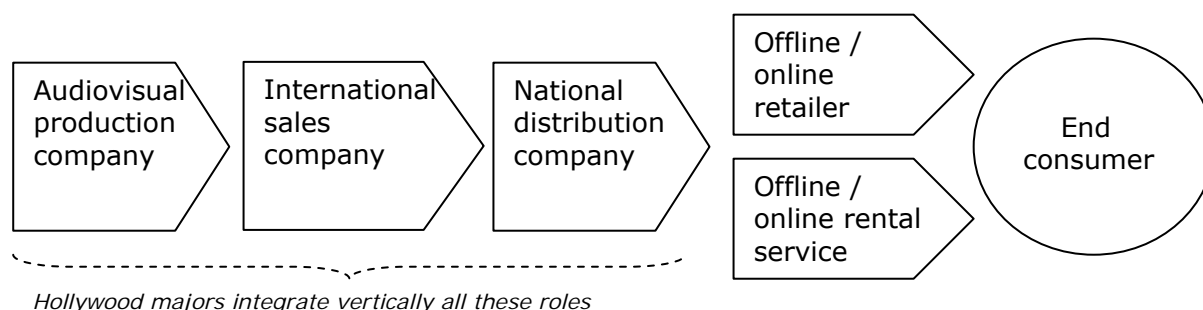 Audiovisual
production
company
International
sales
company
National
distribution
company
Offline /
online
retailer
Offline /
online rental
service
End
consumer
Hollywood majors integrate vertically all these roles